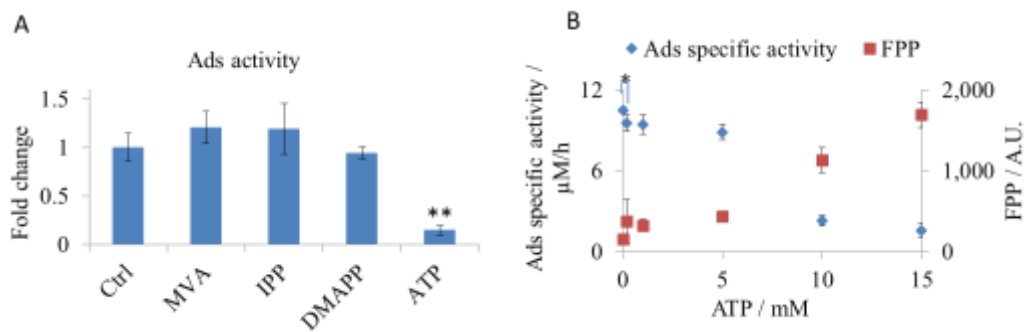 A
Ads activity
Fold change
1.5
1
0.5
0
**
Ctrl
MVA
IPP
DMAPP
ATP
B
Ads specific activity
FPP
Ads specific activity /
µM/h
12
6
0
*
2,000
1,000
0
FPP / A.U.
0
5
10
15
ATP / mM